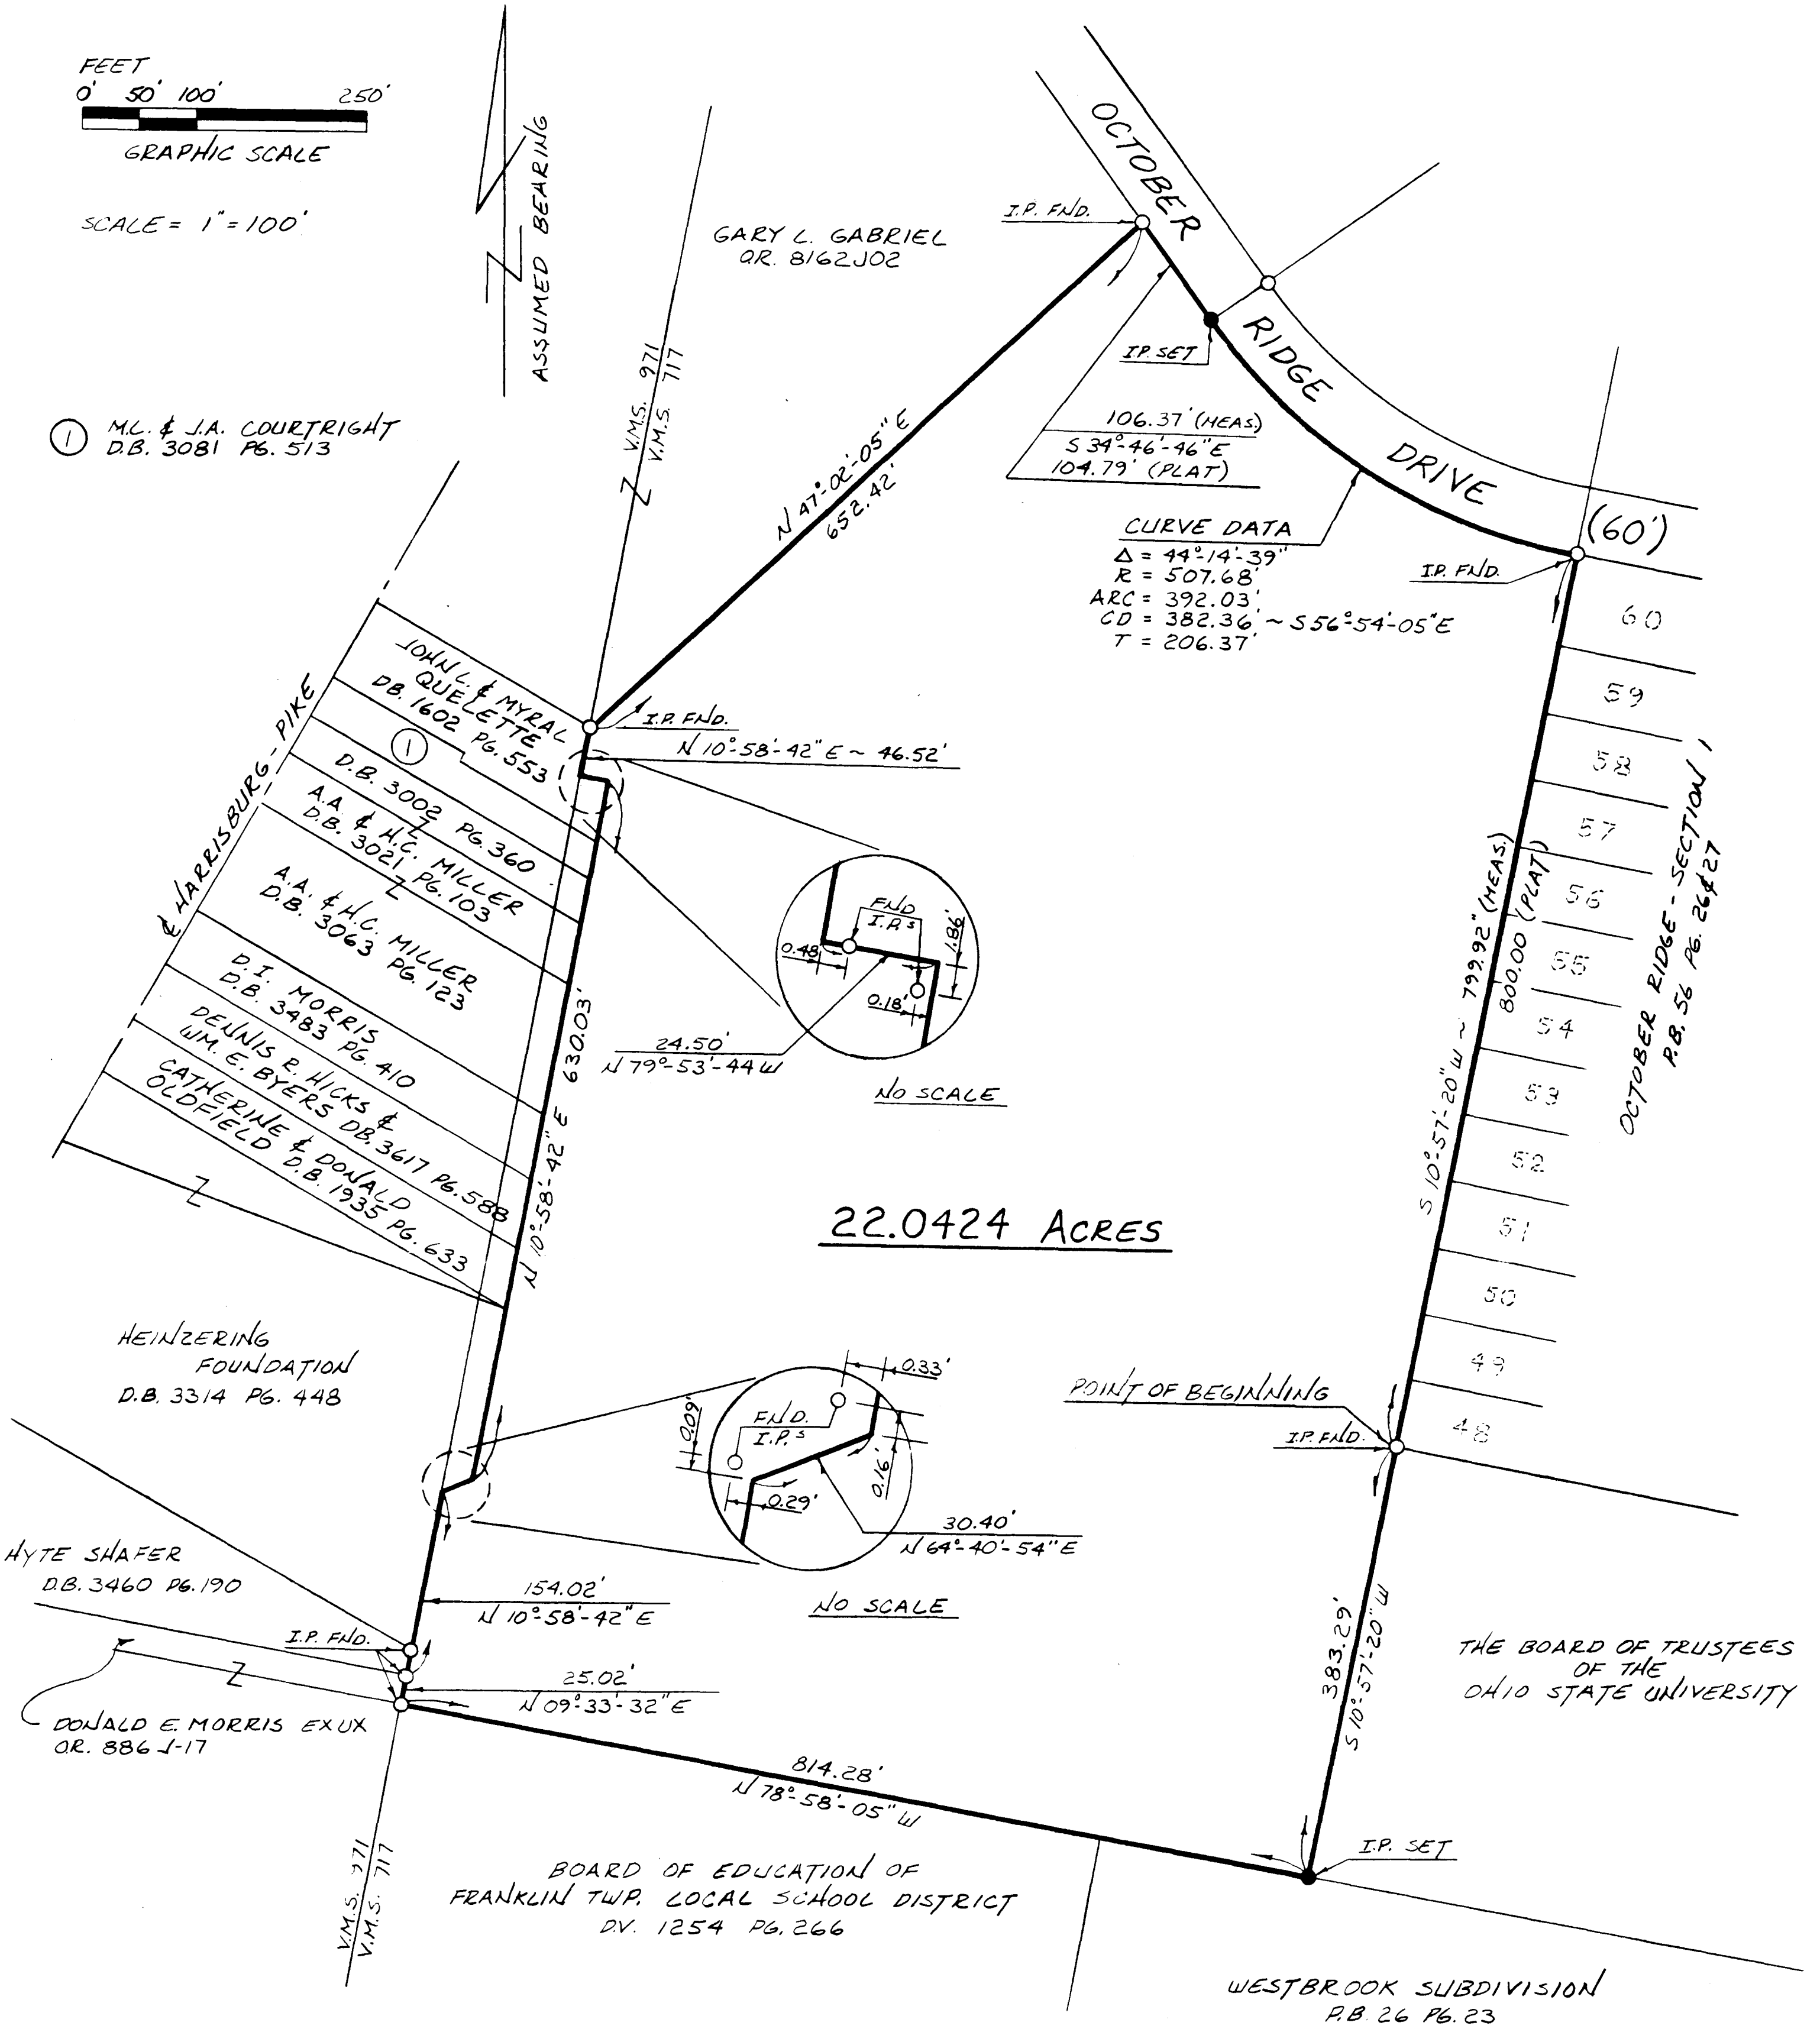 FEET
0' 50' 100' 250'
GRAPHIC SCALE
SCALE = 1" = 100'
ASSUMED BEARING
GARY L. GABRIEL
O.R. 8162J02
V.M.S. 971
V.M.S. 717
① M.L. & J.A. COURTRIGHT
D.B. 3081 PG. 513
I.P. FND.
OCTOBER RIDGE DRIVE (60')
I.P. SET
106.37' (MEAS.)
S 34°-46'-46" E
104.79' (PLAT)
CURVE DATA
Δ = 44°-14'-39"
R = 507.68'
ARC = 392.03'
CD = 382.36' ~ S 56°-54'-05" E
T = 206.37'
I.P. FND.
N 47°-02'-05" E
652.42'
I.P. FND.
N 10°-58'-42" E ~ 46.52'
℄ HARRISBURG - PIKE
JOHN L. & MYRAL
QUELETTE
DB. 1602 PG. 553
①
D.B. 3002 PG. 360
A.A. & H.C. MILLER
D.B. 3021 PG. 103
A.A. & H.C. MILLER
D.B. 3063 PG. 123
D. I. MORRIS
D.B. 3483 PG. 410
DENNIS R. HICKS &
WM. E. BYERS DB. 3617 PG. 588
CATHERINE & DONALD
OLDFIELD D.B. 1935 PG. 633
N 10°-58'-42" E 630.03'
FND
I.P.s
0.48'
1.86'
0.18'
24.50'
N 79°-53'-44 W
NO SCALE
60
59
58
57
56
55
54
53
52
51
50
49
48
OCTOBER RIDGE - SECTION 1
P.B. 56 PG. 26 & 27
S 10°-57'-20" W ~ 799.92" (MEAS.)
800.00 (PLAT)
22.0424 ACRES
HEINZERING
FOUNDATION
D.B. 3314 PG. 448
0.33'
0.09'
FND.
I.P.s
0.16'
0.29'
30.40'
N 64°-40'-54" E
NO SCALE
POINT OF BEGINNING
I.P. FND.
HYTE SHAFER
D.B. 3460 PG. 190
154.02'
N 10°-58'-42" E
I.P. FND.
25.02'
N 09°-33'-32" E
DONALD E. MORRIS EXUX
O.R. 886 J-17
383.29'
S 10°-57'-20" W
THE BOARD OF TRUSTEES
OF THE
OHIO STATE UNIVERSITY
814.28'
N 78°-58'-05" W
I.P. SET
V.M.S. 971
V.M.S. 717
BOARD OF EDUCATION OF
FRANKLIN TWP. LOCAL SCHOOL DISTRICT
D.V. 1254 PG. 266
WESTBROOK SUBDIVISION
P.B. 26 PG. 23